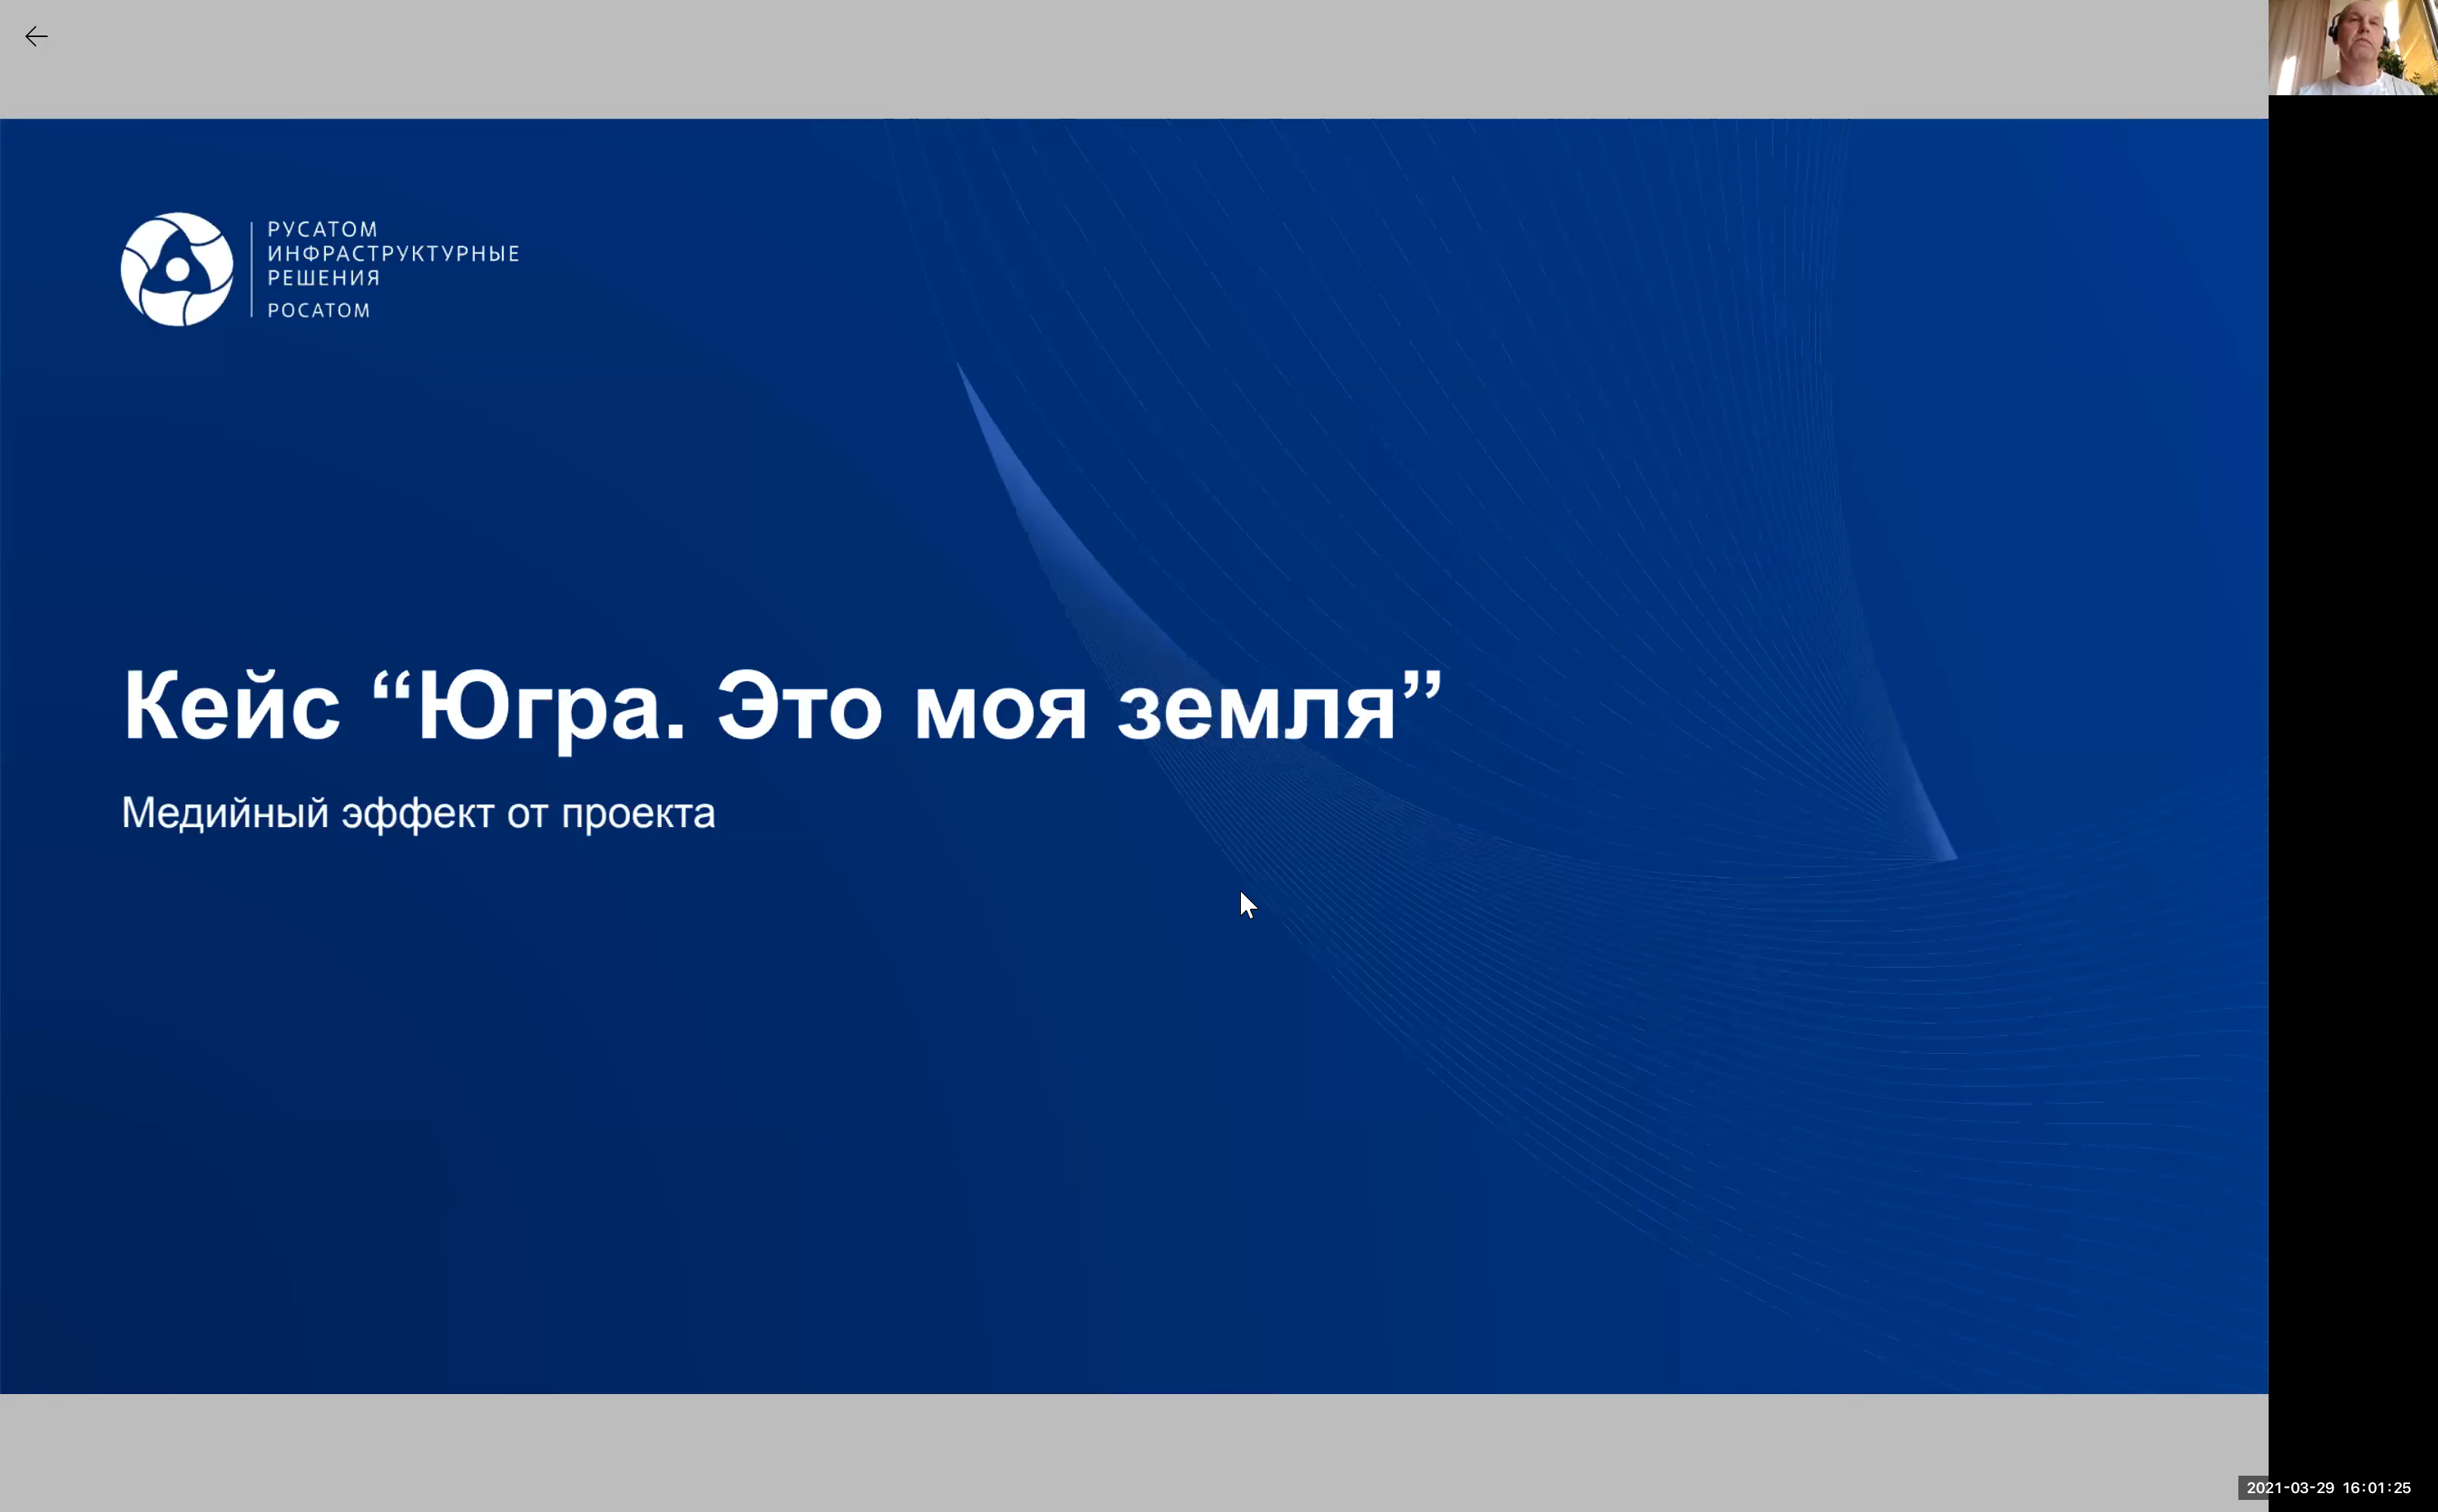 РУСАТОМ
ИНФРАСТРУКТУРНЫЕ
РЕШЕНИЯ
РОСАТОМ
Кейс “Югра. Это моя земля”
Медийный эффект от проекта
2021-03-29 16:01:25